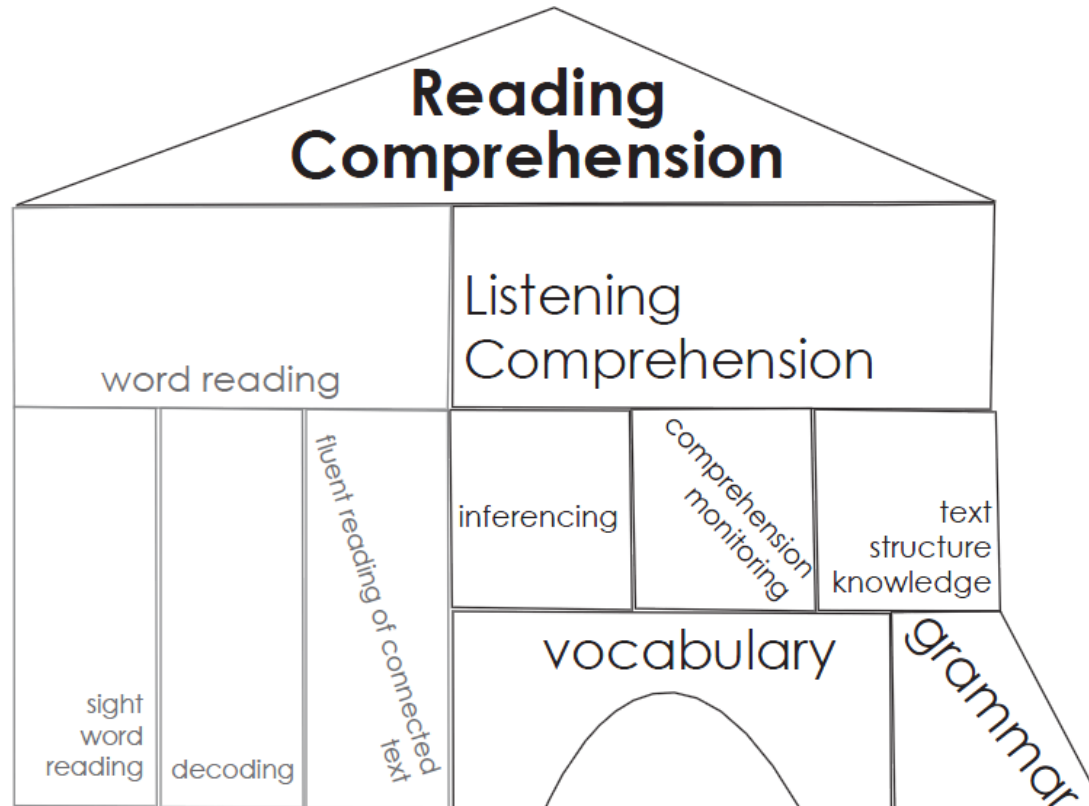 Reading
Comprehension
word reading
Listening
Comprehension
sight
word
reading
decoding
fluent reading of connected
text
inferencing
comprehension
monitoring
text
structure
knowledge
vocabulary
grammar